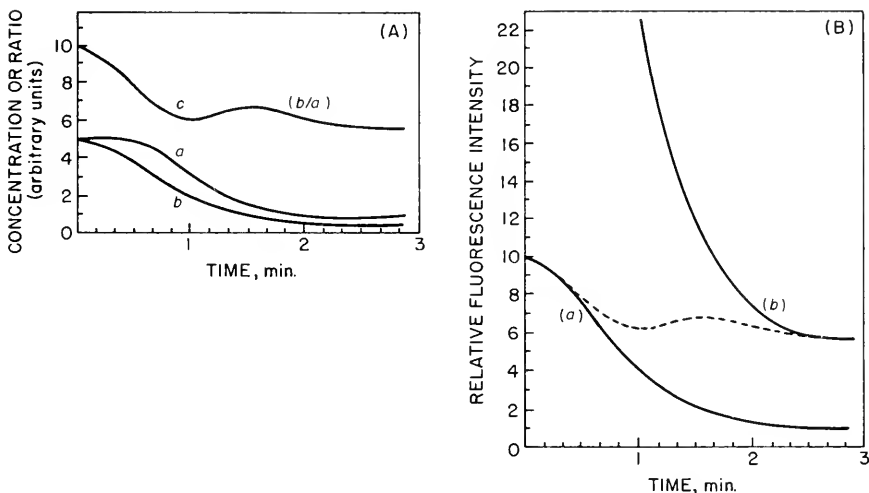 CONCENTRATION OR RATIO
(arbitrary units)
10
8
6
4
2
0
(A)
c
(b/a)
a
b
1
2
3
TIME, min.
RELATIVE FLUORESCENCE INTENSITY
22
20
18
16
14
12
10
8
6
4
2
0
(B)
(a)
(b)
1
2
3
TIME, min.